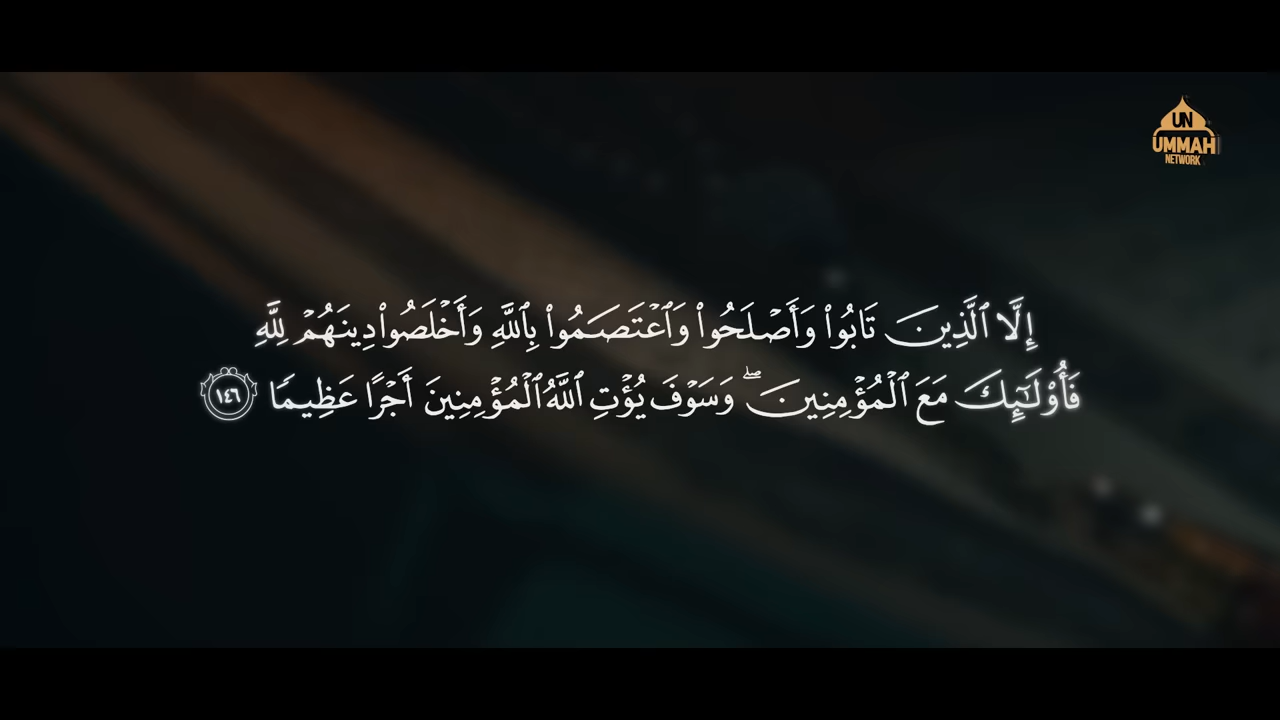 UN
UMMAH
NETWORK
إِلَّا ٱلَّذِينَ تَابُوا۟ وَأَصْلَحُوا۟ وَٱعْتَصَمُوا۟ بِٱللَّهِ وَأَخْلَصُوا۟ دِينَهُمْ لِلَّهِ
فَأُو۟لَـٰٓئِكَ مَعَ ٱلْمُؤْمِنِينَ ۖ وَسَوْفَ يُؤْتِ ٱللَّهُ ٱلْمُؤْمِنِينَ أَجْرًا عَظِيمًا ١٤٦